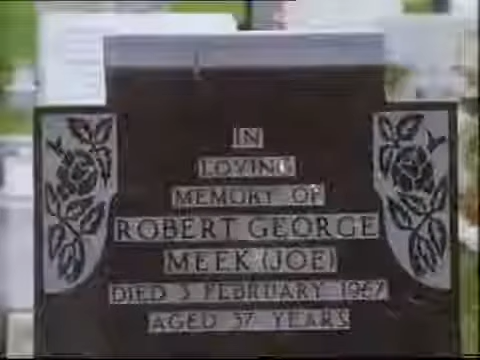 IN
LOVING
MEMORY OF
ROBERT GEORGE
MEEK (JOE)
DIED 3 FEBRUARY 1967
AGED 37 YEARS